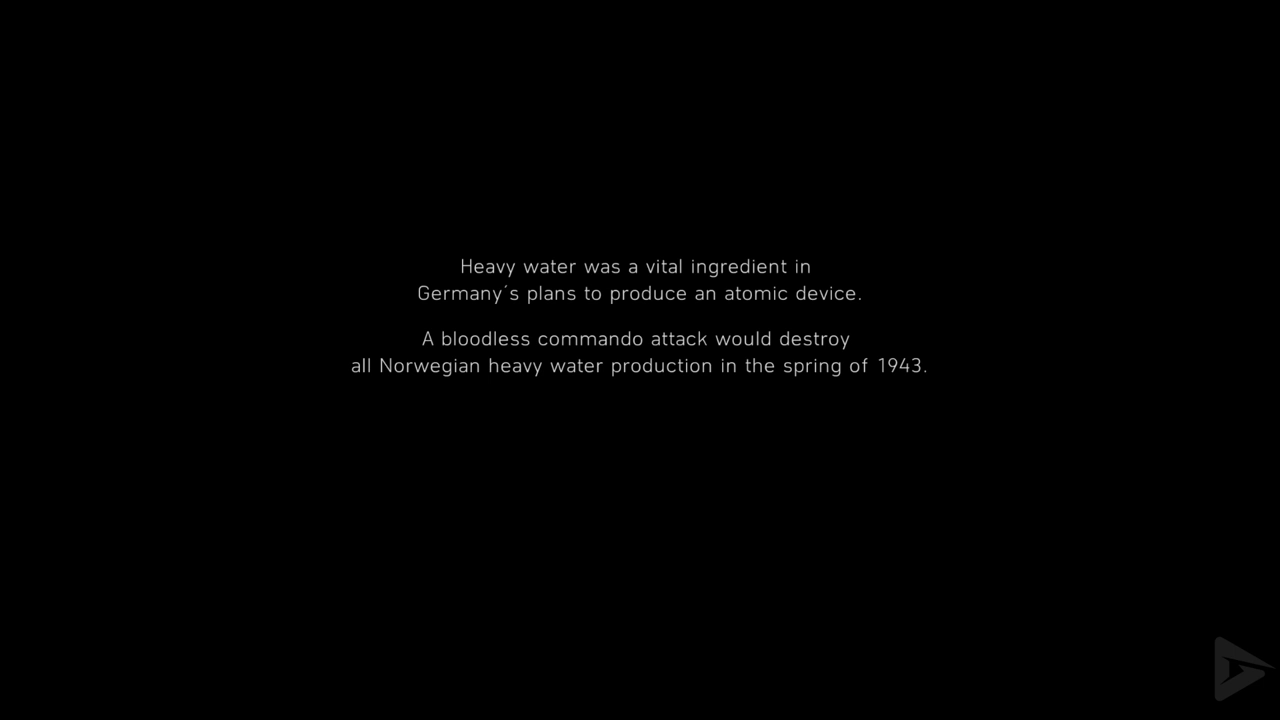 Heavy water was a vital ingredient in
Germany´s plans to produce an atomic device.
A bloodless commando attack would destroy
all Norwegian heavy water production in the spring of 1943.